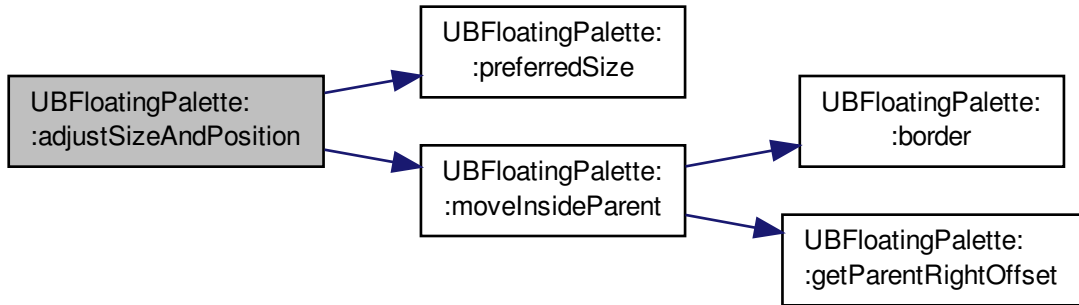 UBFloatingPalette:
:adjustSizeAndPosition
UBFloatingPalette:
:preferredSize
UBFloatingPalette:
:moveInsideParent
UBFloatingPalette:
:border
UBFloatingPalette:
:getParentRightOffset